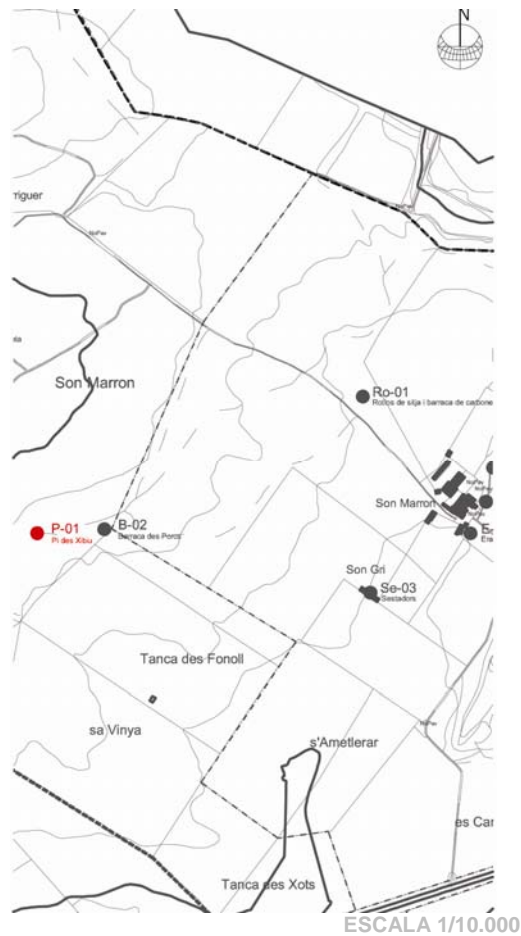 N
rriguer
Son Marron
Ro-01
Rotlos de sitja i barraca de carbone
Son Marron
P-01
Pi des Xibiu
B-02
Barraca des Porcs
Son Gri
Se-03
Sestadors
Tanca des Fonoll
sa Vinya
s'Ametlerar
es Car
Tanca des Xots
ESCALA 1/10.000